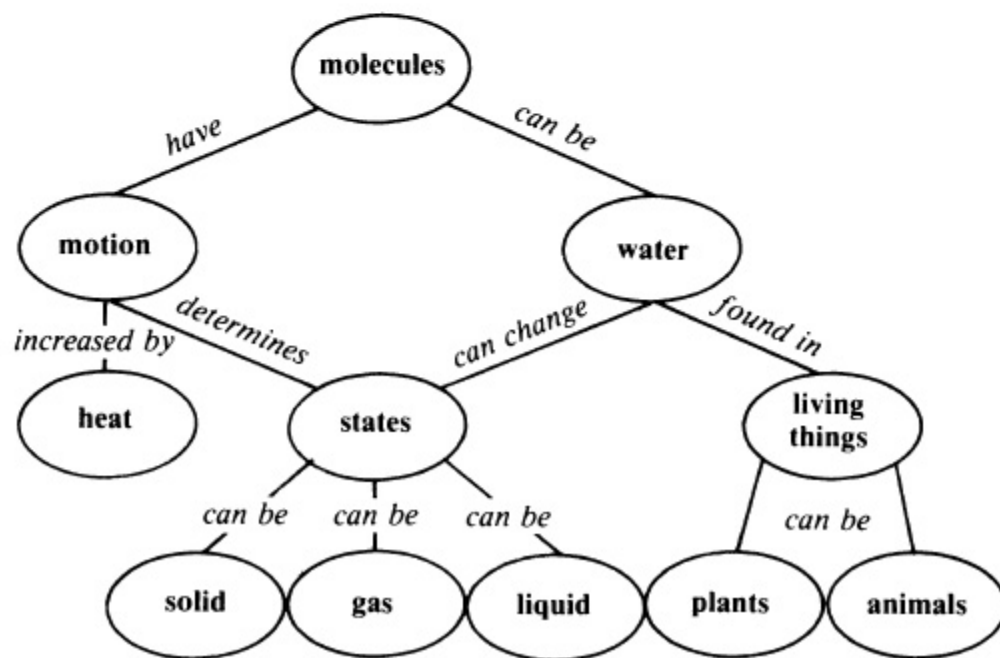 molecules
have
can be
motion
water
increased by
determines
can change
found in
heat
states
living
things
can be
can be
can be
can be
solid
gas
liquid
plants
animals